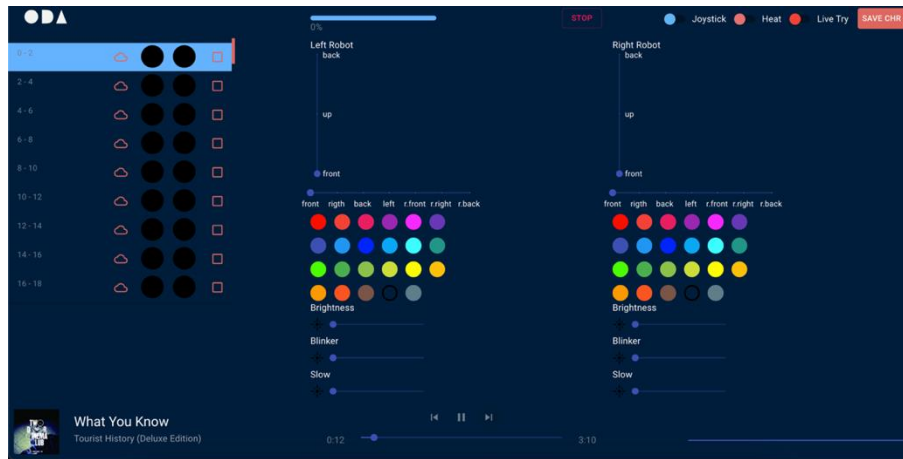 ODA
0%
STOP
Joystick
Heat
Live Try
SAVE CHR
0 - 2
2 - 4
4 - 6
6 - 8
8 - 10
10 - 12
12 - 14
14 - 16
16 - 18
Left Robot
back
up
front
front rigth back left r.front r.right r.back
Brightness
Blinker
Slow
Right Robot
back
up
front
front rigth back left r.front r.right r.back
Brightness
Blinker
Slow
What You Know
Tourist History (Deluxe Edition)
0:12
3:10